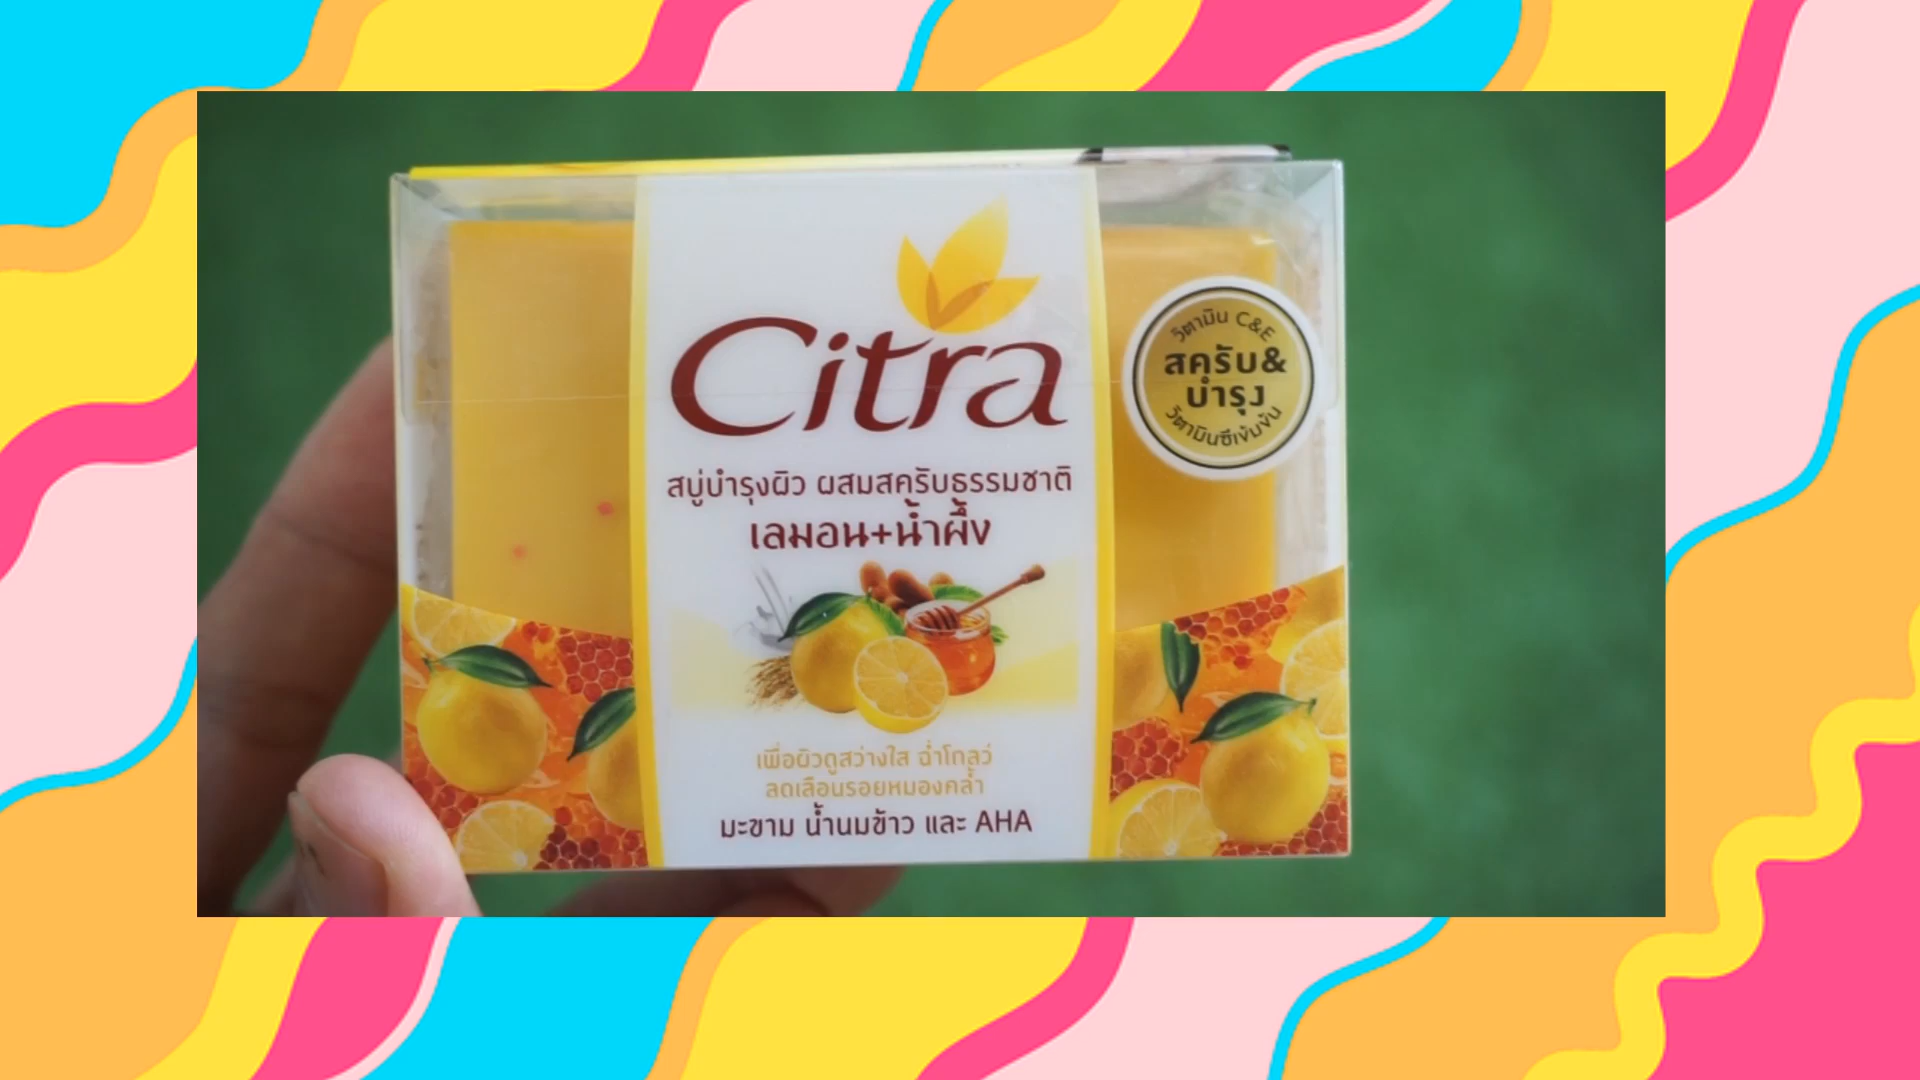 Citra
สบู่บำรุงผิว ผสมสครับธรรมชาติ
เลมอน+น้ำผึ้ง
เพื่อผิวดูสว่างใส ฉ่ำโกลว์
ลดเลือนรอยหมองคล้ำ
มะขาม น้ำนมข้าว และ AHA
วิตามิน C&E
สครับ&
บำรุง
วิตามินซีเข้มข้น